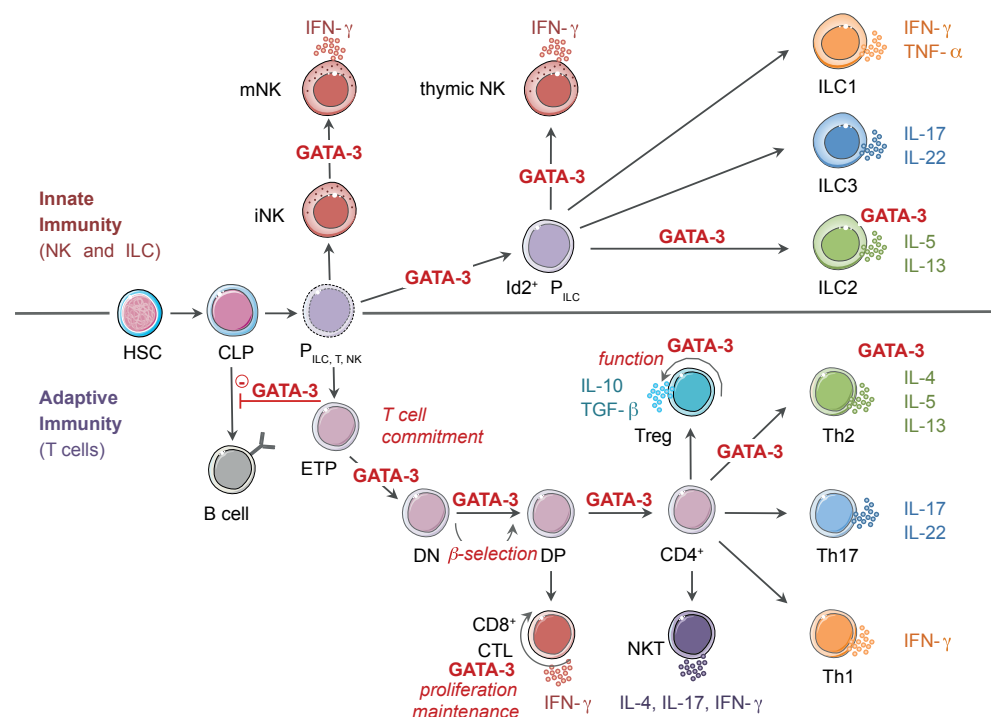 IFN-γ
IFN-γ
IFN-γ
TNF-α
mNK
thymic NK
ILC1
GATA-3
IL-17
IL-22
GATA-3
ILC3
Innate
Immunity
(NK and ILC)
iNK
GATA-3
GATA-3
IL-5
IL-13
GATA-3
Id2+ PILC
ILC2
HSC
CLP
PILC, T, NK
GATA-3
GATA-3
function
IL-4
IL-5
IL-13
IL-10
TGF-β
-
GATA-3
Adaptive
Immunity
(T cells)
T cell
commitment
Treg
Th2
GATA-3
ETP
GATA-3
B cell
GATA-3
GATA-3
IL-17
IL-22
DN
β-selection
DP
CD4+
Th17
CD8+
CTL
GATA-3
proliferation
maintenance
IFN-γ
NKT
IL-4, IL-17, IFN-γ
IFN-γ
Th1